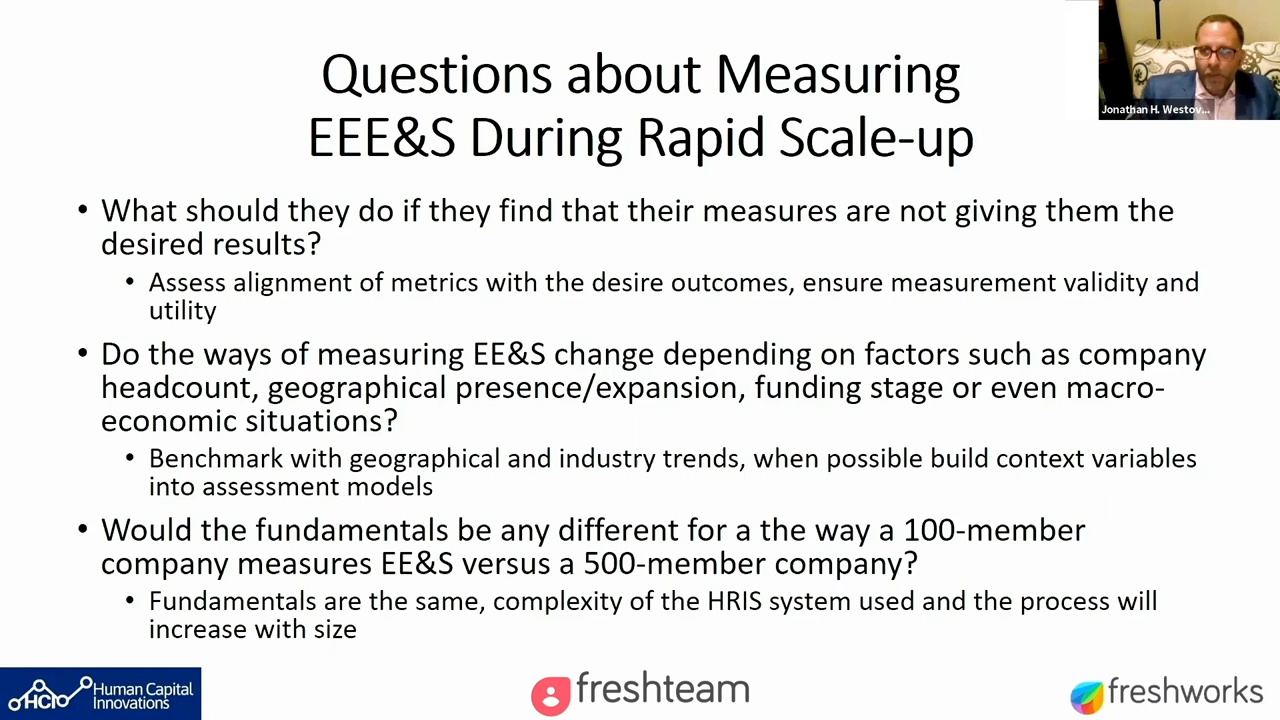 Questions about Measuring
EEE&S During Rapid Scale-up
Jonathan H. Westov...
• What should they do if they find that their measures are not giving them the
desired results?
• Assess alignment of metrics with the desire outcomes, ensure measurement validity and
utility
• Do the ways of measuring EE&S change depending on factors such as company
headcount, geographical presence/expansion, funding stage or even macro-
economic situations?
• Benchmark with geographical and industry trends, when possible build context variables
into assessment models
• Would the fundamentals be any different for a the way a 100-member
company measures EE&S versus a 500-member company?
• Fundamentals are the same, complexity of the HRIS system used and the process will
increase with size
HCI Human Capital
Innovations
freshteam
freshworks